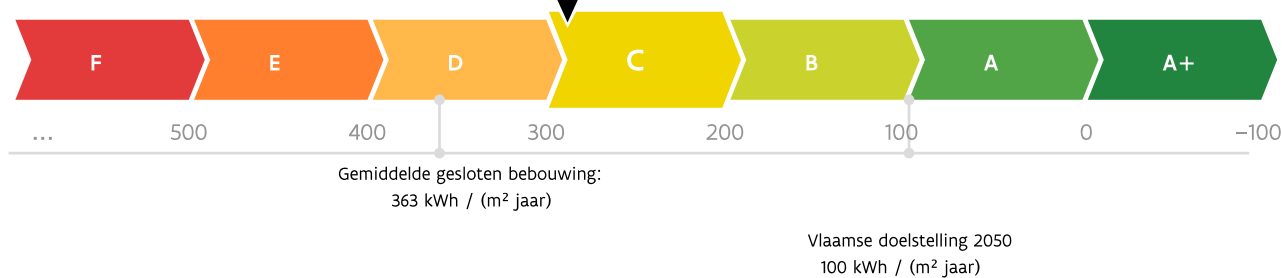 F E D C B A A+
... 500 400 300 200 100 0 −100
Gemiddelde gesloten bebouwing:
363 kWh / (m² jaar)
Vlaamse doelstelling 2050
100 kWh / (m² jaar)